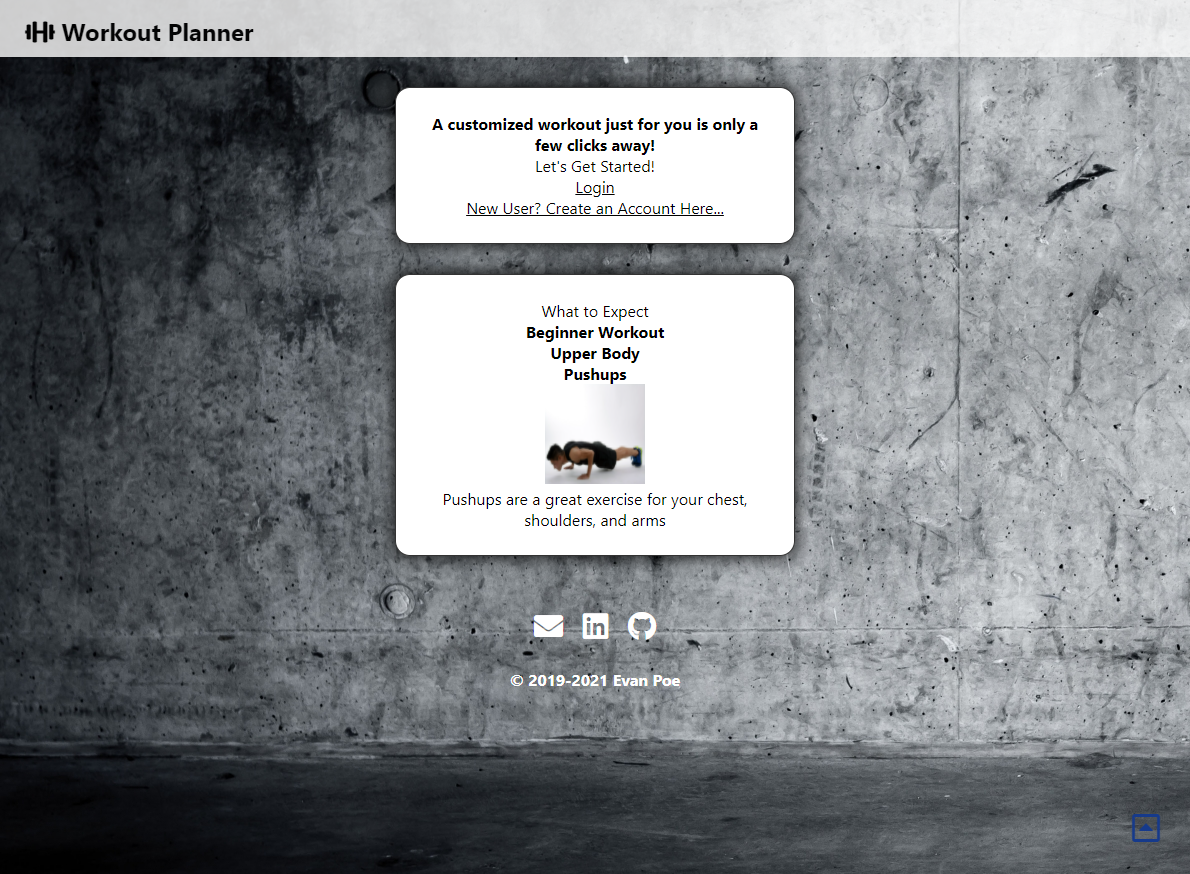 Workout Planner
A customized workout just for you is only a
few clicks away!
Let's Get Started!
Login
New User? Create an Account Here...
What to Expect
Beginner Workout
Upper Body
Pushups
Pushups are a great exercise for your chest,
shoulders, and arms
© 2019-2021 Evan Poe